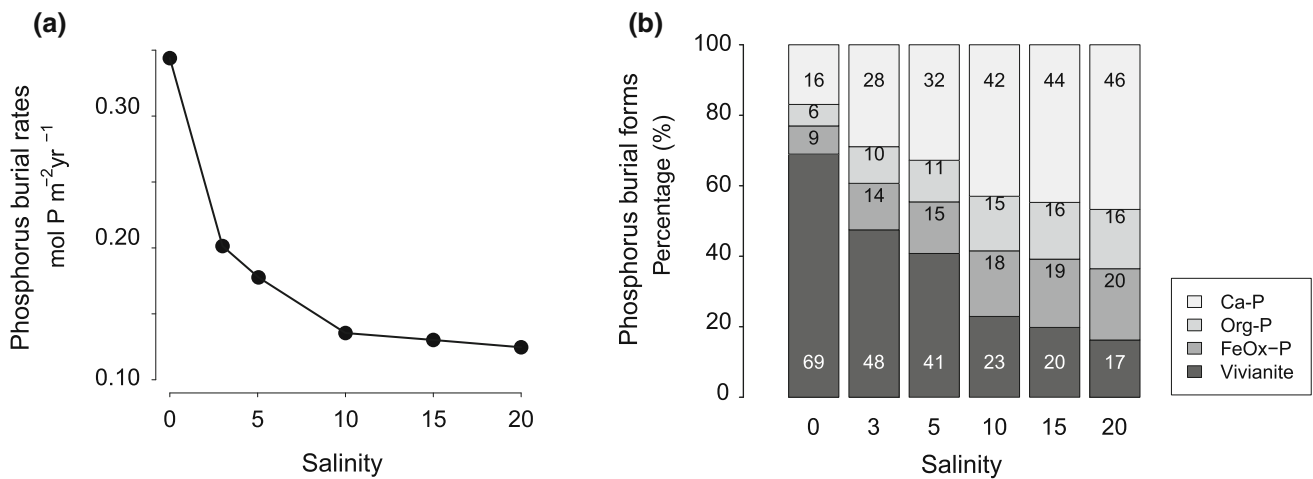 (a)
Phosphorus burial rates
mol P m⁻²yr ⁻¹
0.30
0.20
0.10
0 5 10 15 20
Salinity
(b)
Phosphorus burial forms
Percentage (%)
100
80
60
40
20
0
16 28 32 42 44 46
6 10 11 15 16 16
9 14 15 18 19 20
69 48 41 23 20 17
0 3 5 10 15 20
Salinity
Ca-P
Org-P
FeOx−P
Vivianite